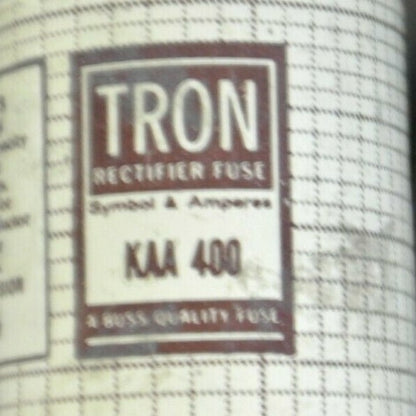 TRON
RECTIFIER FUSE
Symbol & Amperes
KAA 400
A BUSS QUALITY FUSE